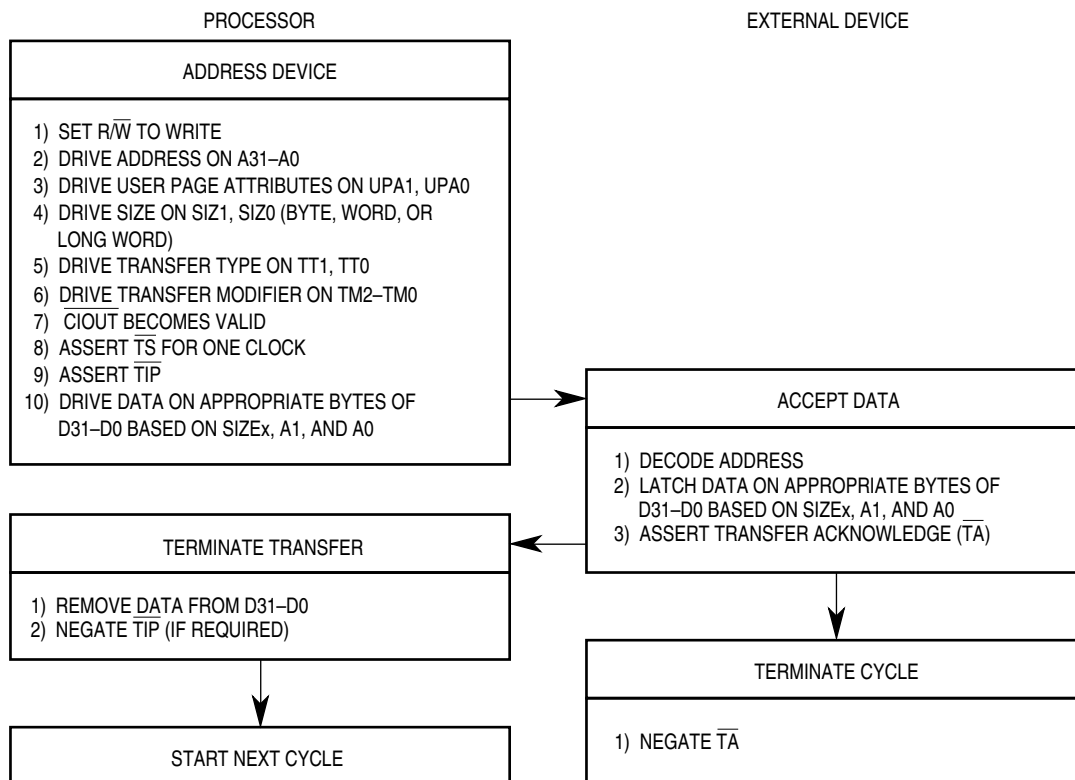 PROCESSOR
EXTERNAL DEVICE
ADDRESS DEVICE
1) SET R/W̅ TO WRITE
2) DRIVE ADDRESS ON A31–A0
3) DRIVE USER PAGE ATTRIBUTES ON UPA1, UPA0
4) DRIVE SIZE ON SIZ1, SIZ0 (BYTE, WORD, OR
LONG WORD)
5) DRIVE TRANSFER TYPE ON TT1, TT0
6) DRIVE TRANSFER MODIFIER ON TM2–TM0
7) C̅I̅O̅U̅T̅ BECOMES VALID
8) ASSERT T̅S̅ FOR ONE CLOCK
9) ASSERT T̅I̅P̅
10) DRIVE DATA ON APPROPRIATE BYTES OF
D31–D0 BASED ON SIZEx, A1, AND A0
ACCEPT DATA
1) DECODE ADDRESS
2) LATCH DATA ON APPROPRIATE BYTES OF
D31–D0 BASED ON SIZEx, A1, AND A0
3) ASSERT TRANSFER ACKNOWLEDGE (T̅A̅)
TERMINATE TRANSFER
1) REMOVE DATA FROM D31–D0
2) NEGATE T̅I̅P̅ (IF REQUIRED)
TERMINATE CYCLE
1) NEGATE T̅A̅
START NEXT CYCLE